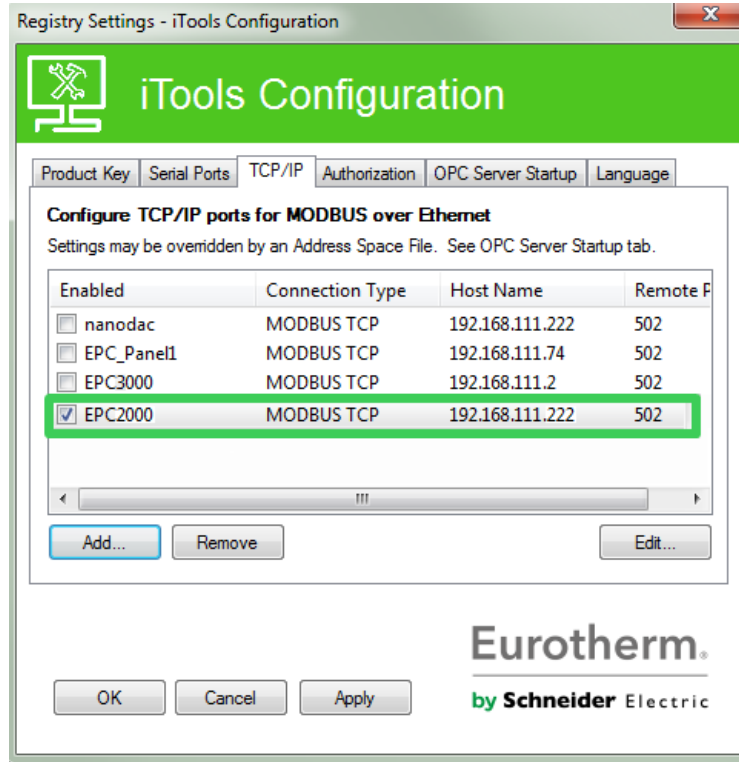 Registry Settings - iTools Configuration
iTools Configuration
Product Key Serial Ports TCP/IP Authorization OPC Server Startup Language
Configure TCP/IP ports for MODBUS over Ethernet
Settings may be overridden by an Address Space File. See OPC Server Startup tab.
Enabled Connection Type Host Name Remote P
nanodac MODBUS TCP 192.168.111.222 502
EPC_Panel1 MODBUS TCP 192.168.111.74 502
EPC3000 MODBUS TCP 192.168.111.2 502
EPC2000 MODBUS TCP 192.168.111.222 502
Add... Remove Edit...
Eurotherm®
OK Cancel Apply by Schneider Electric